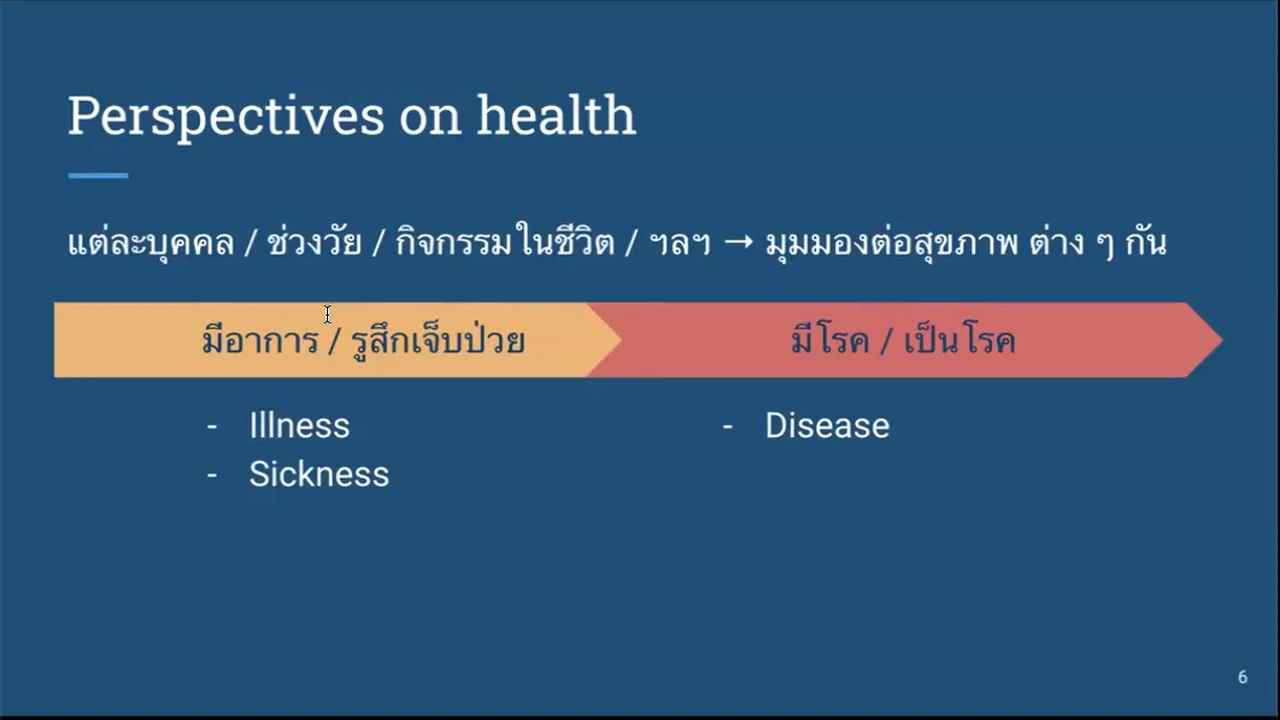 Perspectives on health
แต่ละบุคคล / ช่วงวัย / กิจกรรมในชีวิต / ฯลฯ → มุมมองต่อสุขภาพ ต่าง ๆ กัน
มีอาการ / รู้สึกเจ็บป่วย
มีโรค / เป็นโรค
- Illness
- Sickness
- Disease
6